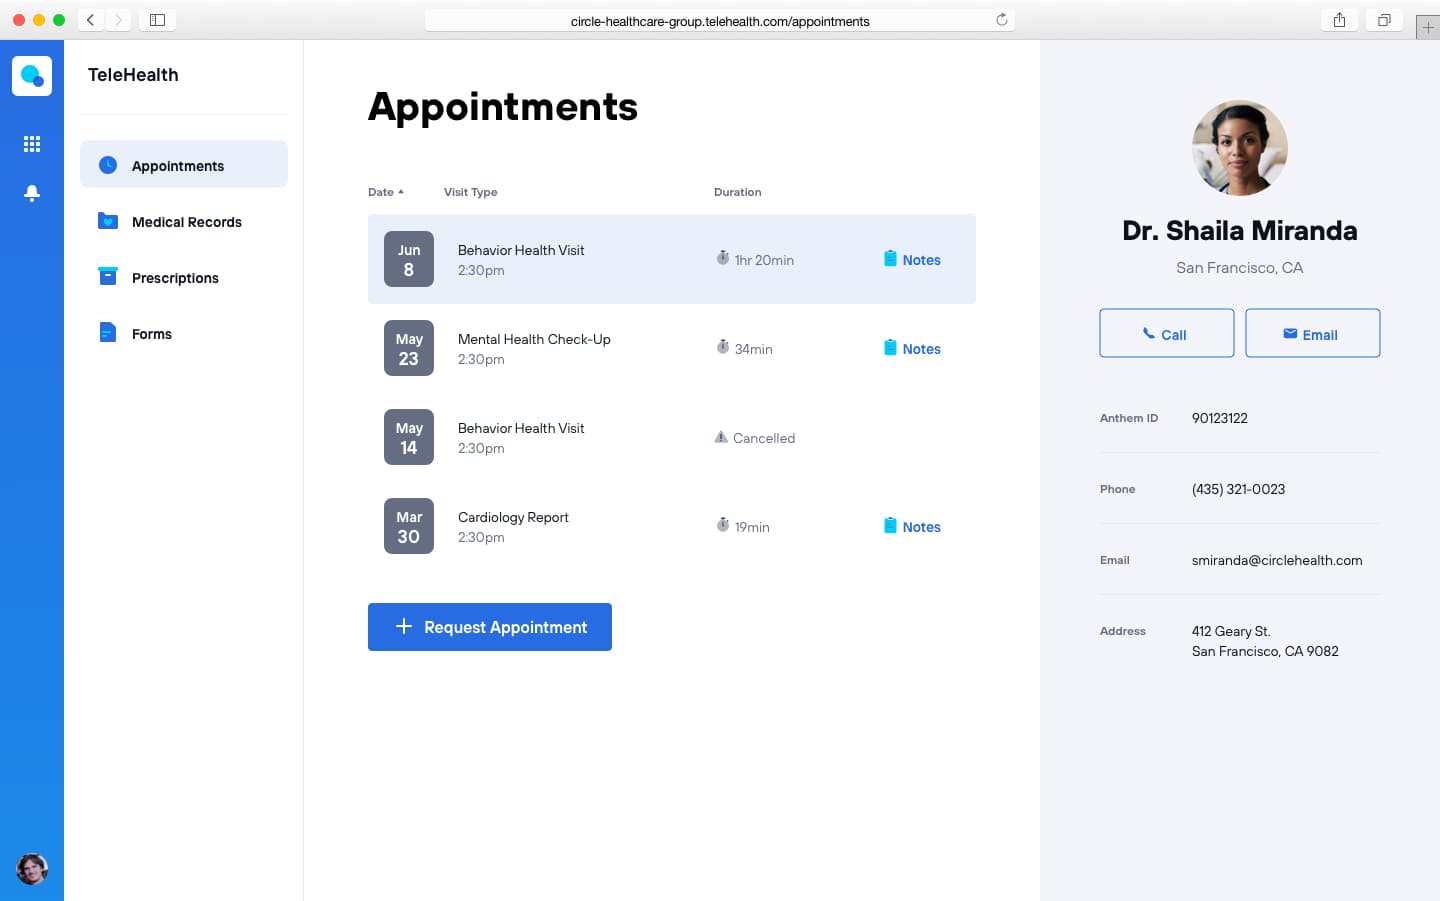 circle-healthcare-group.telehealth.com/appointments
TeleHealth
Appointments
Medical Records
Prescriptions
Forms
Appointments
Date Visit Type Duration
Jun
8
Behavior Health Visit
2:30pm
1hr 20min
Notes
May
23
Mental Health Check-Up
2:30pm
34min
Notes
May
14
Behavior Health Visit
2:30pm
Cancelled
Mar
30
Cardiology Report
2:30pm
19min
Notes
Request Appointment
Dr. Shaila Miranda
San Francisco, CA
Call
Email
Anthem ID 90123122
Phone (435) 321-0023
Email smiranda@circlehealth.com
Address 412 Geary St.
San Francisco, CA 9082